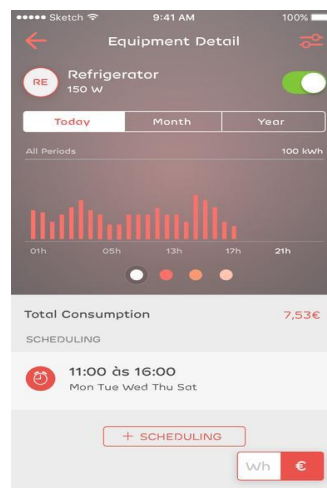 Sketch 9:41 AM 100%
Equipment Detail
RE Refrigerator
150 W
Today Month Year
All Periods 100 kWh
01h 05h 13h 17h 21h
Total Consumption 7,53€
SCHEDULING
11:00 às 16:00
Mon Tue Wed Thu Sat
+ SCHEDULING
Wh €